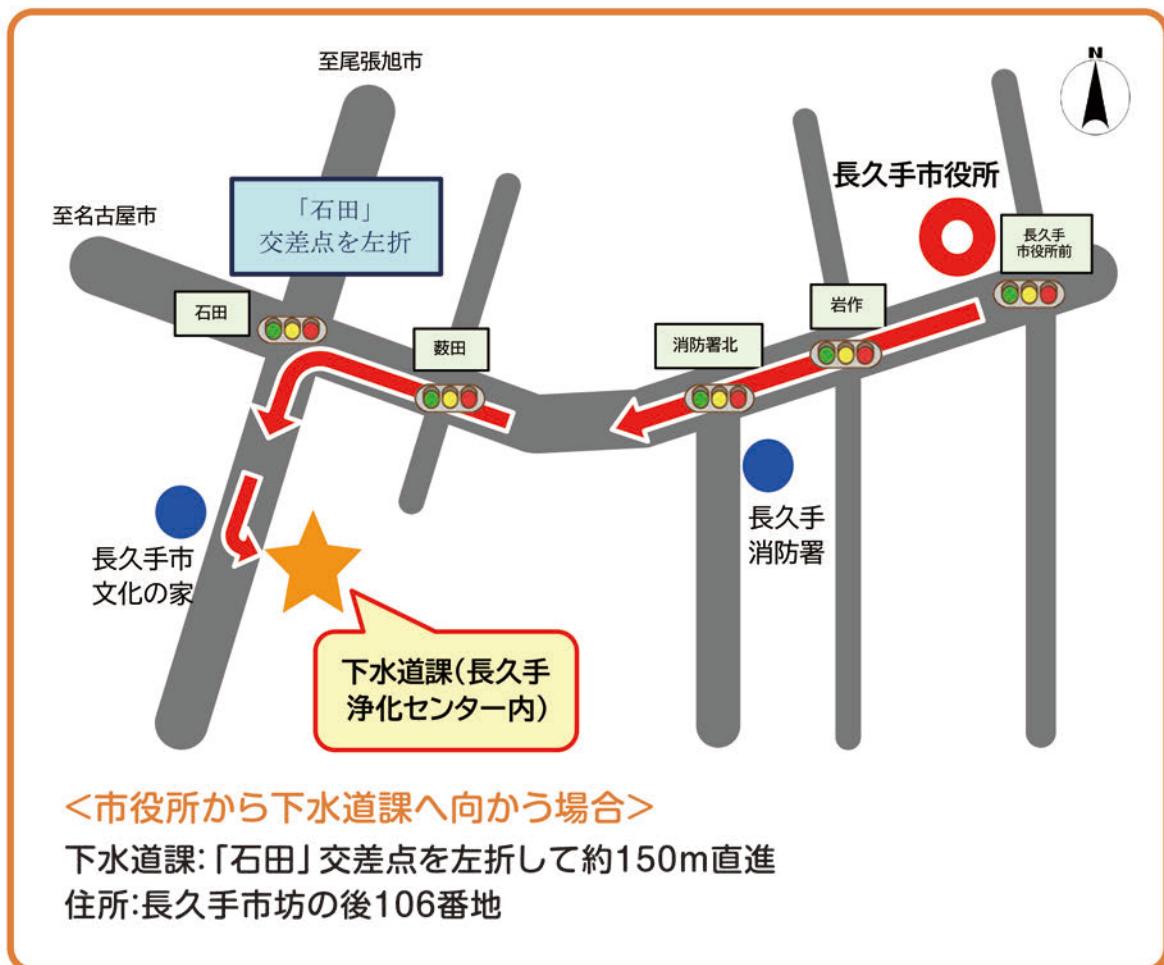 至尾張旭市
N
至名古屋市
「石田」
交差点を左折
長久手市役所
長久手
市役所前
石田
薮田
消防署北
岩作
長久手市
文化の家
長久手
消防署
下水道課(長久手
浄化センター内)
<市役所から下水道課へ向かう場合>
下水道課:「石田」交差点を左折して約150m直進
住所:長久手市坊の後106番地